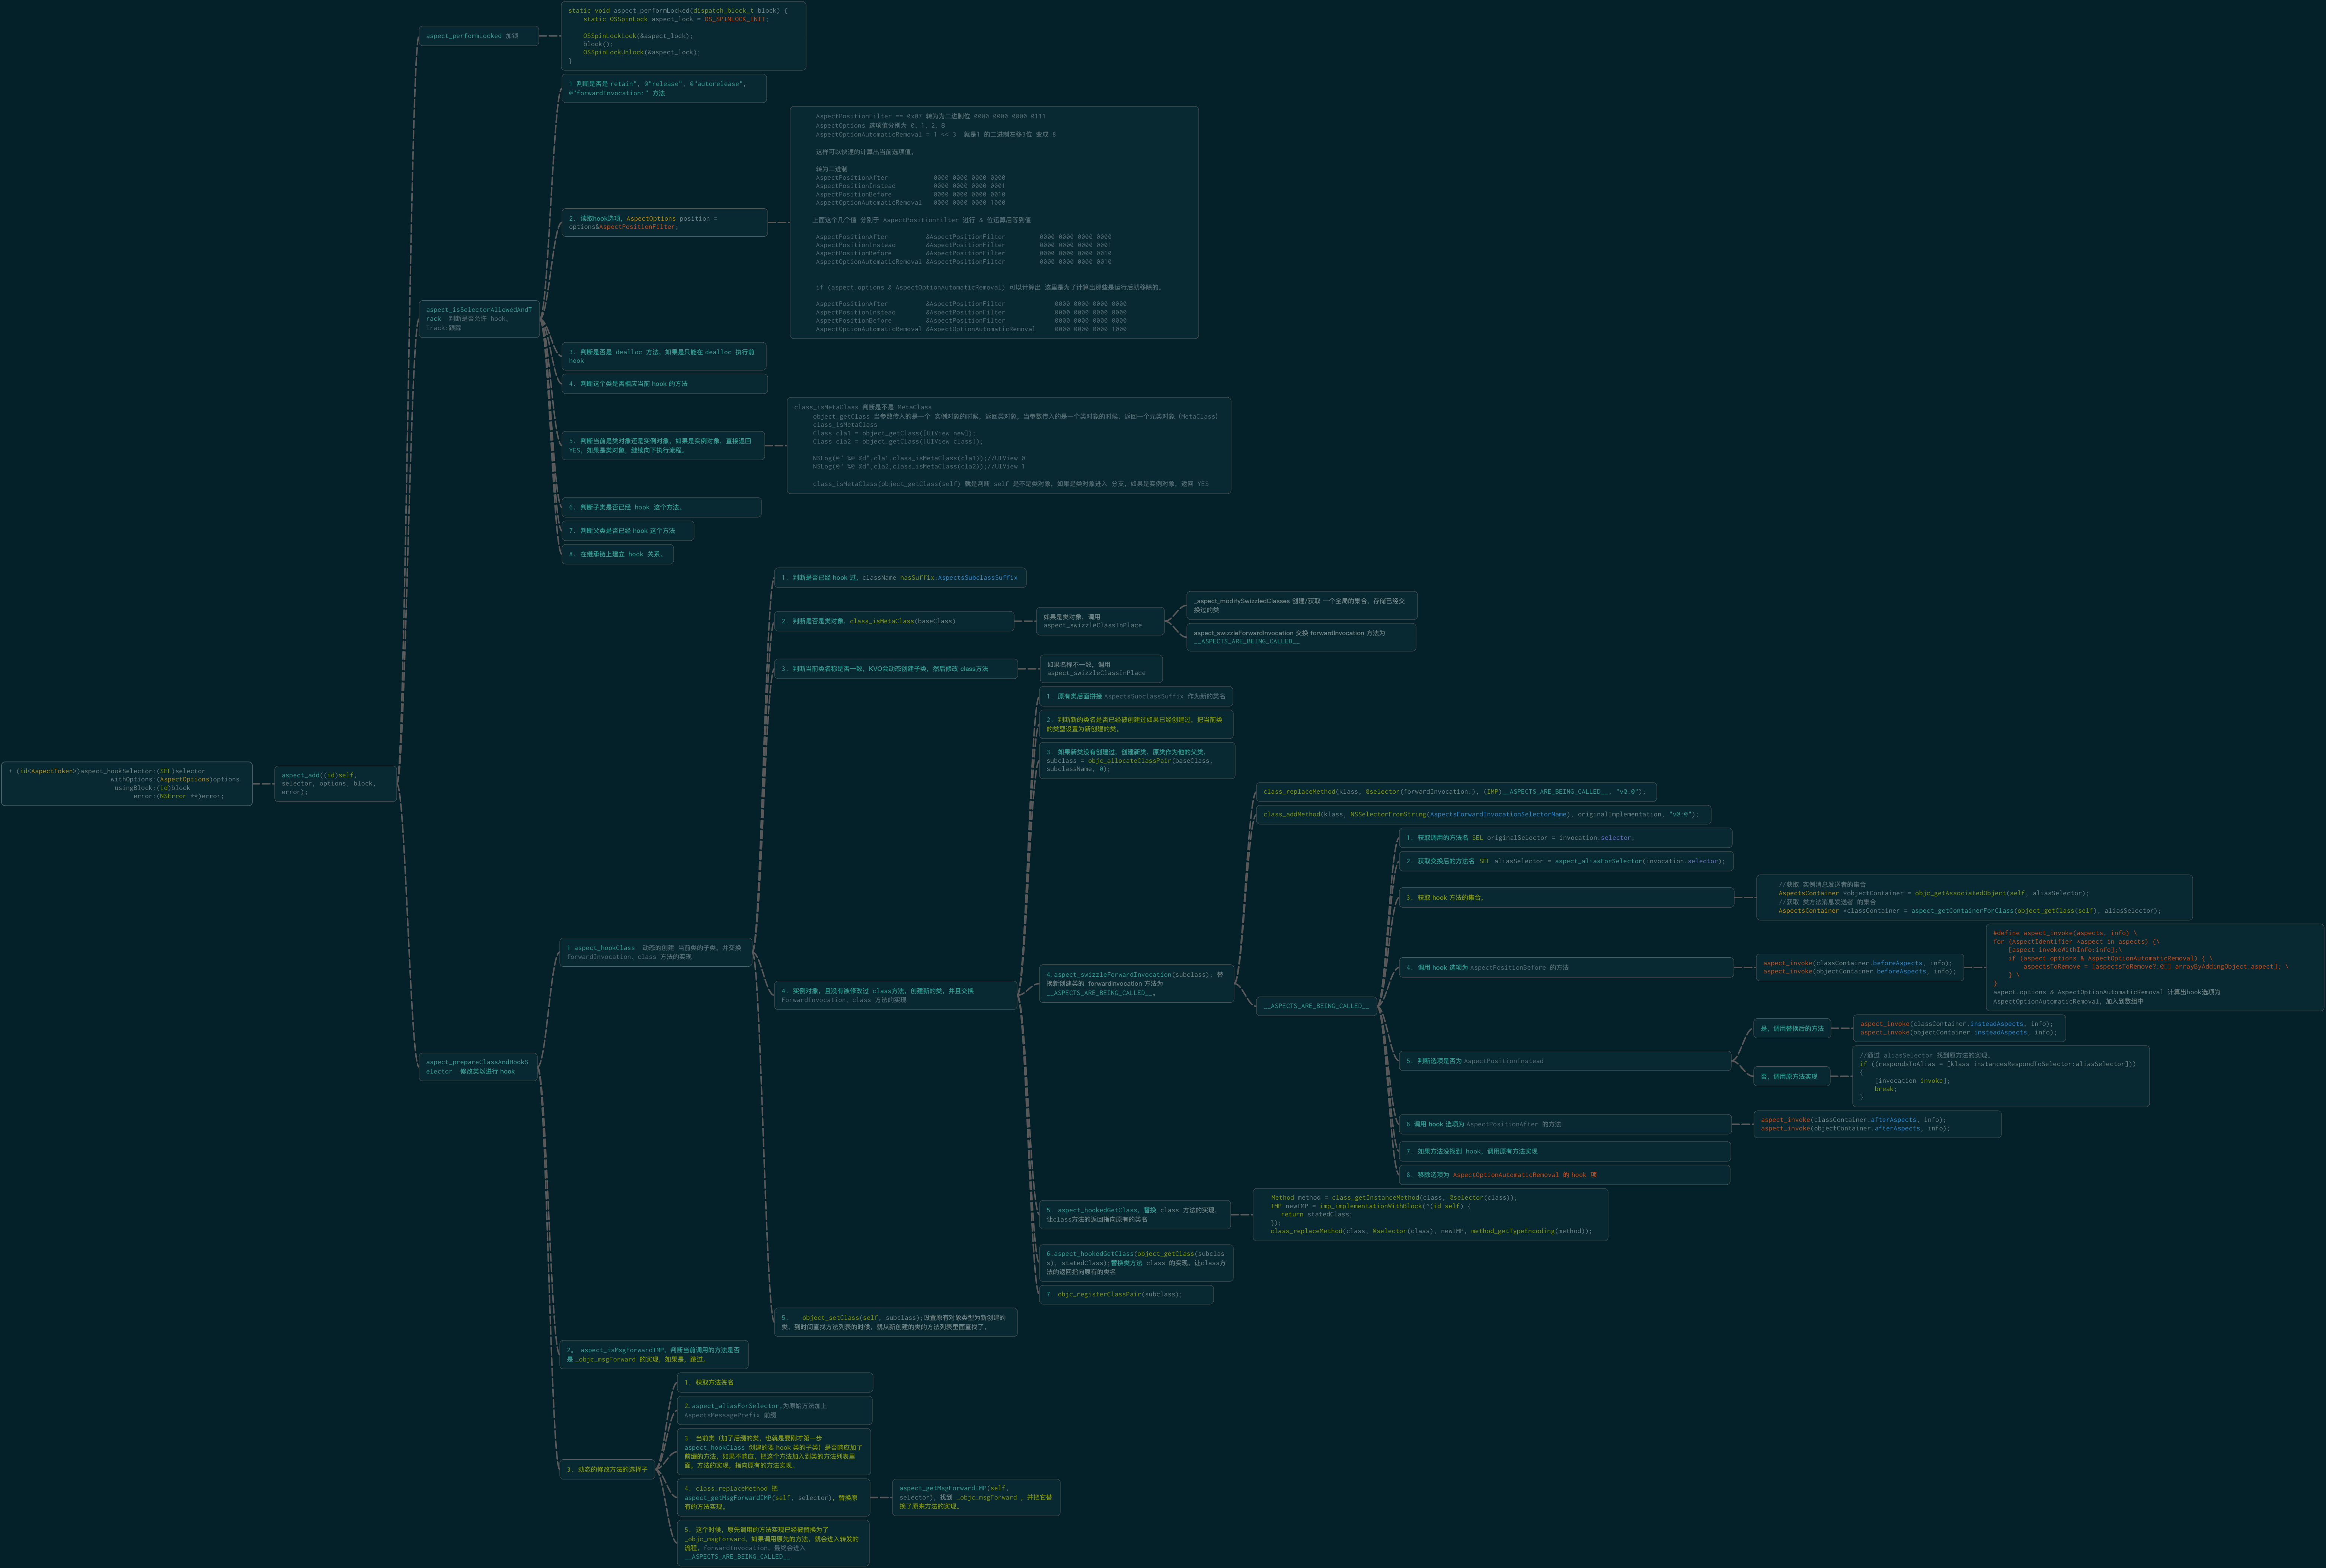 + (id<AspectToken>)aspect_hookSelector:(SEL)selector
withOptions:(AspectOptions)options
usingBlock:(id)block
error:(NSError **)error;
aspect_add((id)self,
selector, options, block,
error);
aspect_performLocked 加锁
static void aspect_performLocked(dispatch_block_t block) {
static OSSpinLock aspect_lock = OS_SPINLOCK_INIT;
OSSpinLockLock(&aspect_lock);
block();
OSSpinLockUnlock(&aspect_lock);
}
aspect_isSelectorAllowedAndT
rack 判断是否允许 hook。
Track:跟踪
1 判断是否是 retain", @"release", @"autorelease",
@"forwardInvocation:" 方法
2. 读取hook选项。AspectOptions position =
options&AspectPositionFilter;
AspectPositionFilter == 0x07 转为为二进制位 0000 0000 0000 0111
AspectOptions 选项值分别为 0，1，2，8
AspectOptionAutomaticRemoval = 1 << 3 就是1 的二进制左移3位 变成 8
这样可以快速的计算出当前选项值。
转为二进制
AspectPositionAfter 0000 0000 0000 0000
AspectPositionInstead 0000 0000 0000 0001
AspectPositionBefore 0000 0000 0000 0010
AspectOptionAutomaticRemoval 0000 0000 0000 1000
上面这个几个值 分别于 AspectPositionFilter 进行 & 位运算后等到值
AspectPositionAfter &AspectPositionFilter 0000 0000 0000 0000
AspectPositionInstead &AspectPositionFilter 0000 0000 0000 0001
AspectPositionBefore &AspectPositionFilter 0000 0000 0000 0010
AspectOptionAutomaticRemoval &AspectPositionFilter 0000 0000 0000 0010
if (aspect.options & AspectOptionAutomaticRemoval) 可以计算出 这里是为了计算出那些是运行后就移除的。
AspectPositionAfter &AspectPositionFilter 0000 0000 0000 0000
AspectPositionInstead &AspectPositionFilter 0000 0000 0000 0000
AspectPositionBefore &AspectPositionFilter 0000 0000 0000 0000
AspectOptionAutomaticRemoval &AspectOptionAutomaticRemoval 0000 0000 0000 1000
3. 判断是否是 dealloc 方法，如果是只能在 dealloc 执行前
hook
4. 判断这个类是否相应当前 hook 的方法
5. 判断当前是类对象还是实例对象，如果是实例对象，直接返回
YES，如果是类对象，继续向下执行流程。
class_isMetaClass 判断是不是 MetaClass
object_getClass 当参数传入的是一个 实例对象的时候，返回类对象。当参数传入的是一个类对象的时候，返回一个元类对象（MetaClass）
class_isMetaClass
Class cla1 = object_getClass([UIView new]);
Class cla2 = object_getClass([UIView class]);
NSLog(@" %@ %d",cla1,class_isMetaClass(cla1));//UIView 0
NSLog(@" %@ %d",cla2,class_isMetaClass(cla2));//UIView 1
class_isMetaClass(object_getClass(self) 就是判断 self 是不是类对象，如果是类对象进入 分支，如果是实例对象，返回 YES
6. 判断子类是否已经 hook 这个方法。
7. 判断父类是否已经 hook 这个方法
8. 在继承链上建立 hook 关系。
aspect_prepareClassAndHookS
elector 修改类以进行 hook
1 aspect_hookClass 动态的创建 当前类的子类，并交换
forwardInvocation、class 方法的实现
1. 判断是否已经 hook 过，className hasSuffix:AspectsSubclassSuffix
2. 判断是否是类对象，class_isMetaClass(baseClass)
如果是类对象，调用
aspect_swizzleClassInPlace
_aspect_modifySwizzledClasses 创建/获取 一个全局的集合，存储已经交
换过的类
aspect_swizzleForwardInvocation 交换 forwardInvocation 方法为
__ASPECTS_ARE_BEING_CALLED__
3. 判断当前类名称是否一致，KVO会动态创建子类，然后修改 class方法
如果名称不一致，调用
aspect_swizzleClassInPlace
4. 实例对象，且没有被修改过 class方法，创建新的类，并且交换
ForwardInvocation、class 方法的实现
1. 原有类后面拼接 AspectsSubclassSuffix 作为新的类名
2. 判断新的类名是否已经被创建过如果已经创建过，把当前类
的类型设置为新创建的类。
3. 如果新类没有创建过，创建新类，原类作为他的父类。
subclass = objc_allocateClassPair(baseClass,
subclassName, 0);
4.aspect_swizzleForwardInvocation(subclass); 替
换新创建类的 forwardInvocation 方法为
__ASPECTS_ARE_BEING_CALLED__。
class_replaceMethod(klass, @selector(forwardInvocation:), (IMP)__ASPECTS_ARE_BEING_CALLED__, "v@:@");
class_addMethod(klass, NSSelectorFromString(AspectsForwardInvocationSelectorName), originalImplementation, "v@:@");
__ASPECTS_ARE_BEING_CALLED__
1. 获取调用的方法名 SEL originalSelector = invocation.selector;
2. 获取交换后的方法名 SEL aliasSelector = aspect_aliasForSelector(invocation.selector);
3. 获取 hook 方法的集合。
//获取 实例消息发送者的集合
AspectsContainer *objectContainer = objc_getAssociatedObject(self, aliasSelector);
//获取 类方法消息发送者 的集合
AspectsContainer *classContainer = aspect_getContainerForClass(object_getClass(self), aliasSelector);
4. 调用 hook 选项为 AspectPositionBefore 的方法
aspect_invoke(classContainer.beforeAspects, info);
aspect_invoke(objectContainer.beforeAspects, info);
#define aspect_invoke(aspects, info) \
for (AspectIdentifier *aspect in aspects) {\
[aspect invokeWithInfo:info];\
if (aspect.options & AspectOptionAutomaticRemoval) { \
aspectsToRemove = [aspectsToRemove?:@[] arrayByAddingObject:aspect]; \
} \
}
aspect.options & AspectOptionAutomaticRemoval 计算出hook选项为
AspectOptionAutomaticRemoval，加入到数组中
5. 判断选项是否为 AspectPositionInstead
是，调用替换后的方法
aspect_invoke(classContainer.insteadAspects, info);
aspect_invoke(objectContainer.insteadAspects, info);
否，调用原方法实现
//通过 aliasSelector 找到原方法的实现。
if ((respondsToAlias = [klass instancesRespondToSelector:aliasSelector]))
{
[invocation invoke];
break;
}
6.调用 hook 选项为 AspectPositionAfter 的方法
aspect_invoke(classContainer.afterAspects, info);
aspect_invoke(objectContainer.afterAspects, info);
7. 如果方法没找到 hook，调用原有方法实现
8. 移除选项为 AspectOptionAutomaticRemoval 的 hook 项
5. aspect_hookedGetClass，替换 class 方法的实现，
让class方法的返回指向原有的类名
Method method = class_getInstanceMethod(class, @selector(class));
IMP newIMP = imp_implementationWithBlock(^(id self) {
return statedClass;
});
class_replaceMethod(class, @selector(class), newIMP, method_getTypeEncoding(method));
6.aspect_hookedGetClass(object_getClass(subclas
s), statedClass);替换类方法 class 的实现，让class方
法的返回指向原有的类名
7. objc_registerClassPair(subclass);
5. object_setClass(self, subclass);设置原有对象类型为新创建的
类，到时间查找方法列表的时候，就从新创建的类的方法列表里面查找了。
2。 aspect_isMsgForwardIMP，判断当前调用的方法是否
是 _objc_msgForward 的实现，如果是，跳过。
3. 动态的修改方法的选择子
1. 获取方法签名
2.aspect_aliasForSelector,为原始方法加上
AspectsMessagePrefix 前缀
3. 当前类（加了后缀的类，也就是要刚才第一步
aspect_hookClass 创建的要 hook 类的子类）是否响应加了
前缀的方法，如果不响应，把这个方法加入到类的方法列表里
面，方法的实现，指向原有的方法实现。
4. class_replaceMethod 把
aspect_getMsgForwardIMP(self, selector)，替换原
有的方法实现。
aspect_getMsgForwardIMP(self,
selector)，找到 _objc_msgForward ，并把它替
换了原来方法的实现。
5. 这个时候，原先调用的方法实现已经被替换为了
_objc_msgForward，如果调用原先的方法，就会进入转发的
流程，forwardInvocation，最终会进入
__ASPECTS_ARE_BEING_CALLED__